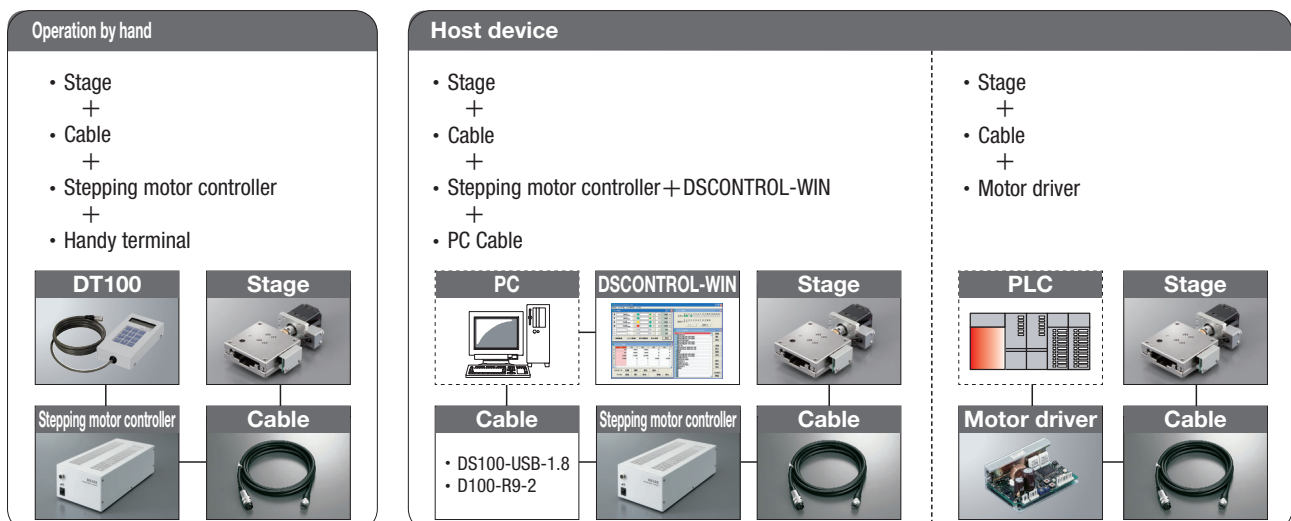 Operation by hand
• Stage
+
• Cable
+
• Stepping motor controller
+
• Handy terminal
DT100
Stage
Stepping motor controller
Cable
Host device
• Stage
+
• Cable
+
• Stepping motor controller+DSCONTROL-WIN
+
• PC Cable
PC
DSCONTROL-WIN
Stage
Cable
• DS100-USB-1.8
• D100-R9-2
Stepping motor controller
Cable
• Stage
+
• Cable
+
• Motor driver
PLC
Stage
Motor driver
Cable